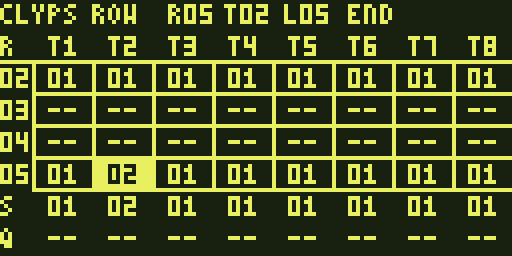 CLYPS ROW R05 T02 L05 END
R T1 T2 T3 T4 T5 T6 T7 T8
02 01 01 01 01 01 01 01 01
03 -- -- -- -- -- -- -- --
04 -- -- -- -- -- -- -- --
05 01 02 01 01 01 01 01 01
S 01 02 01 01 01 01 01 01
-- -- -- -- -- -- -- --